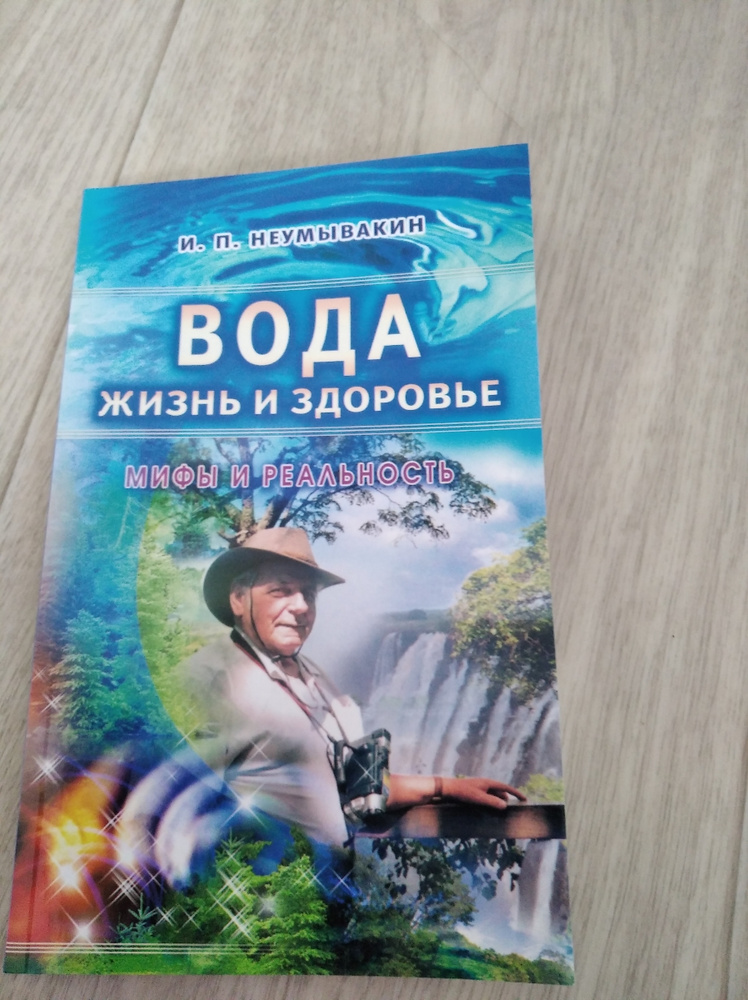 И. П. НЕУМЫВАКИН
ВОДА
ЖИЗНЬ И ЗДОРОВЬЕ
МИФЫ И РЕАЛЬНОСТЬ